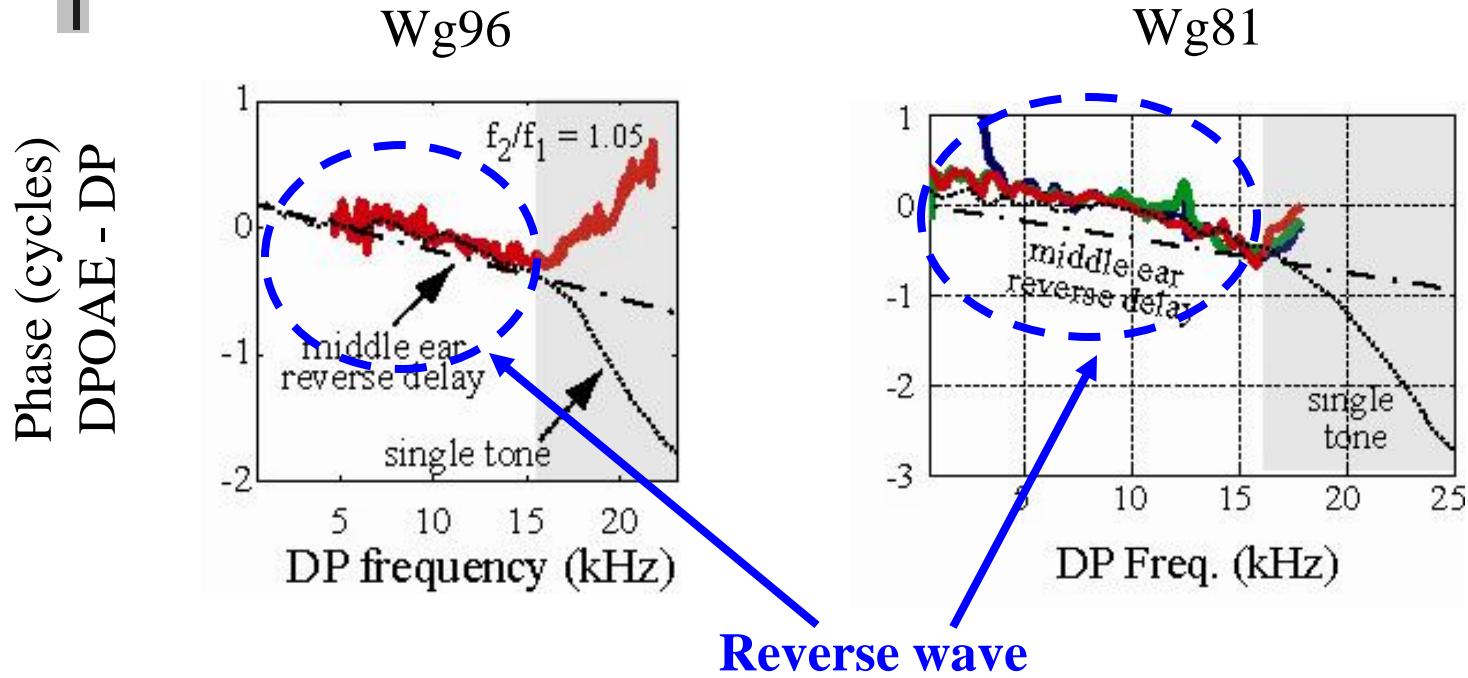 Wg96
Wg81
Phase (cycles)
DPOAE - DP
1
0
-1
-2
f2/f1 = 1.05
middle ear
reverse delay
single tone
5 10 15 20
DP frequency (kHz)
1
0
-1
-2
-3
middle ear
reverse delay
single
tone
5 10 15 20 25
DP Freq. (kHz)
Reverse wave